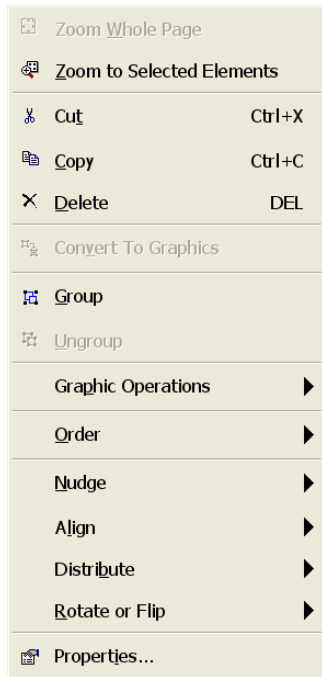 Zoom Whole Page
Zoom to Selected Elements
Cut Ctrl+X
Copy Ctrl+C
Delete DEL
Convert To Graphics
Group
Ungroup
Graphic Operations
Order
Nudge
Align
Distribute
Rotate or Flip
Properties...